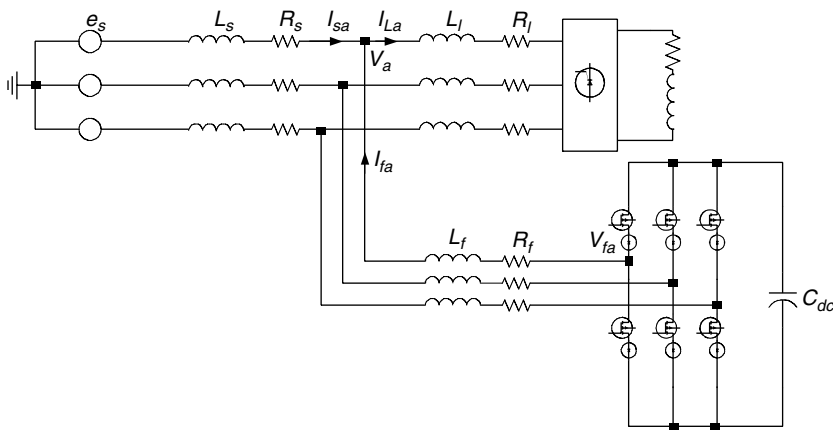 e_s L_s R_s I_sa I_La L_l R_l
V_a
I_fa
L_f R_f V_fa
C_dc